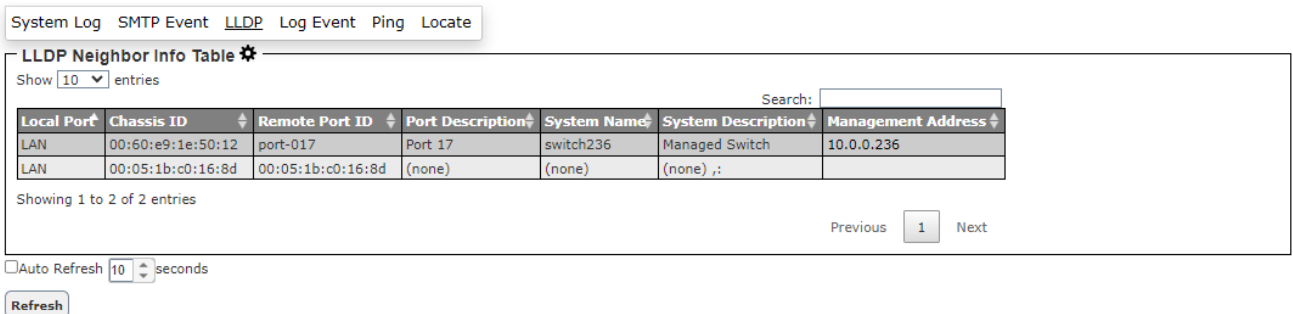 System Log SMTP Event LLDP Log Event Ping Locate
LLDP Neighbor Info Table
Show 10 entries
Search:
Local Port Chassis ID Remote Port ID Port Description System Name System Description Management Address
LAN 00:60:e9:1e:50:12 port-017 Port 17 switch236 Managed Switch 10.0.0.236
LAN 00:05:1b:c0:16:8d 00:05:1b:c0:16:8d (none) (none) (none) ,:
Showing 1 to 2 of 2 entries
Previous 1 Next
Auto Refresh 10 seconds
Refresh